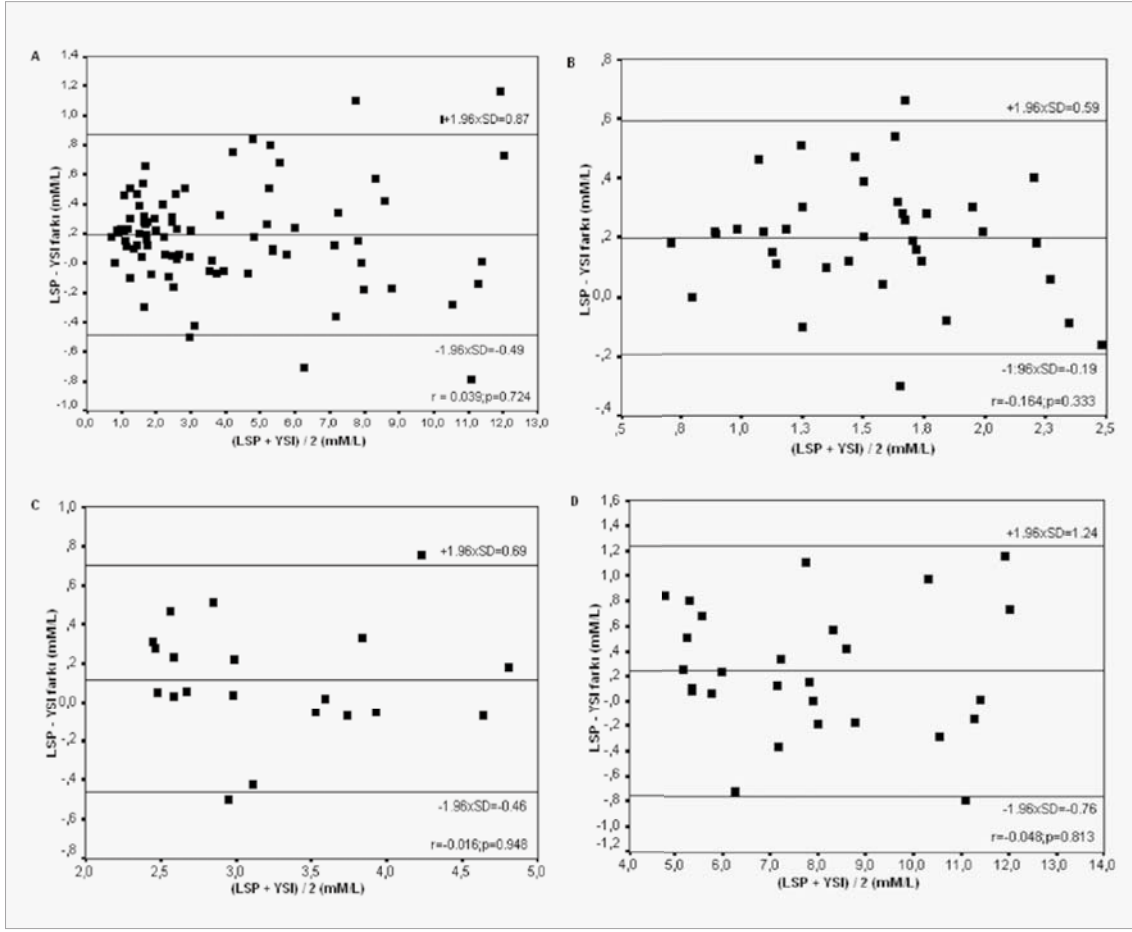 A
1,4
1,2
1,0
,8
,6
,4
,2
0,0
-,2
-,4
-,6
-,8
-1,0
LSP - YSI farkı (mM/L)
+1.96xSD=0.87
-1.96xSD=-0.49
r = 0.039;p=0.724
0,0 1,0 2,0 3,0 4,0 5,0 6,0 7,0 8,0 9,0 10,0 11,0 12,0 13,0
(LSP + YSI) / 2 (mM/L)
B
,8
,6
,4
,2
0,0
-,2
-,4
LSP - YSI farkı (mM/L)
+1.96xSD=0.59
-1.96xSD=-0.19
r=-0.164;p=0.333
,5 ,8 1,0 1,3 1,5 1,8 2,0 2,3 2,5
(LSP + YSI) / 2 (mM/L)
C
1,0
,8
,6
,4
,2
0,0
-,2
-,4
-,6
-,8
LSP - YSI farkı (mM/L)
+1.96xSD=0.69
-1.96xSD=-0.46
r=-0.016;p=0.948
2,0 2,5 3,0 3,5 4,0 4,5 5,0
(LSP + YSI) / 2 (mM/L)
D
1,6
1,4
1,2
1,0
,8
,6
,4
,2
-,0
-,2
-,4
-,6
-,8
-1,0
-1,2
LSP - YSI farkı (mM/L)
+1.96xSD=1.24
-1.96xSD=-0.76
r=-0.048;p=0.813
4,0 5,0 6,0 7,0 8,0 9,0 10,0 11,0 12,0 13,0 14,0
(LSP + YSI) / 2 (mM/L)